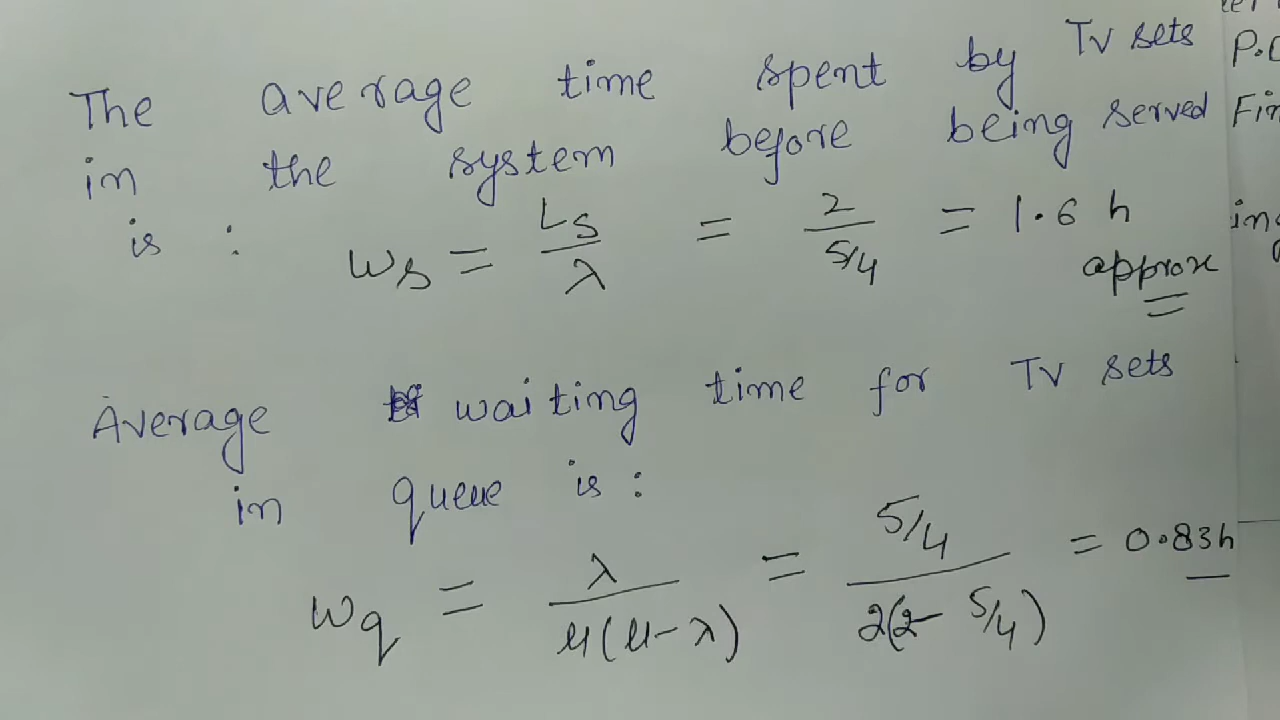 The average time spent by TV sets
in the system before being served
is : Ws = Ls/λ = 2/(5/4) = 1.6 h
approx
Average waiting time for TV sets
in queue is :
Wq = λ/μ(μ-λ) = (5/4)/2(2-5/4) = 0.83h
P.
Fin
in